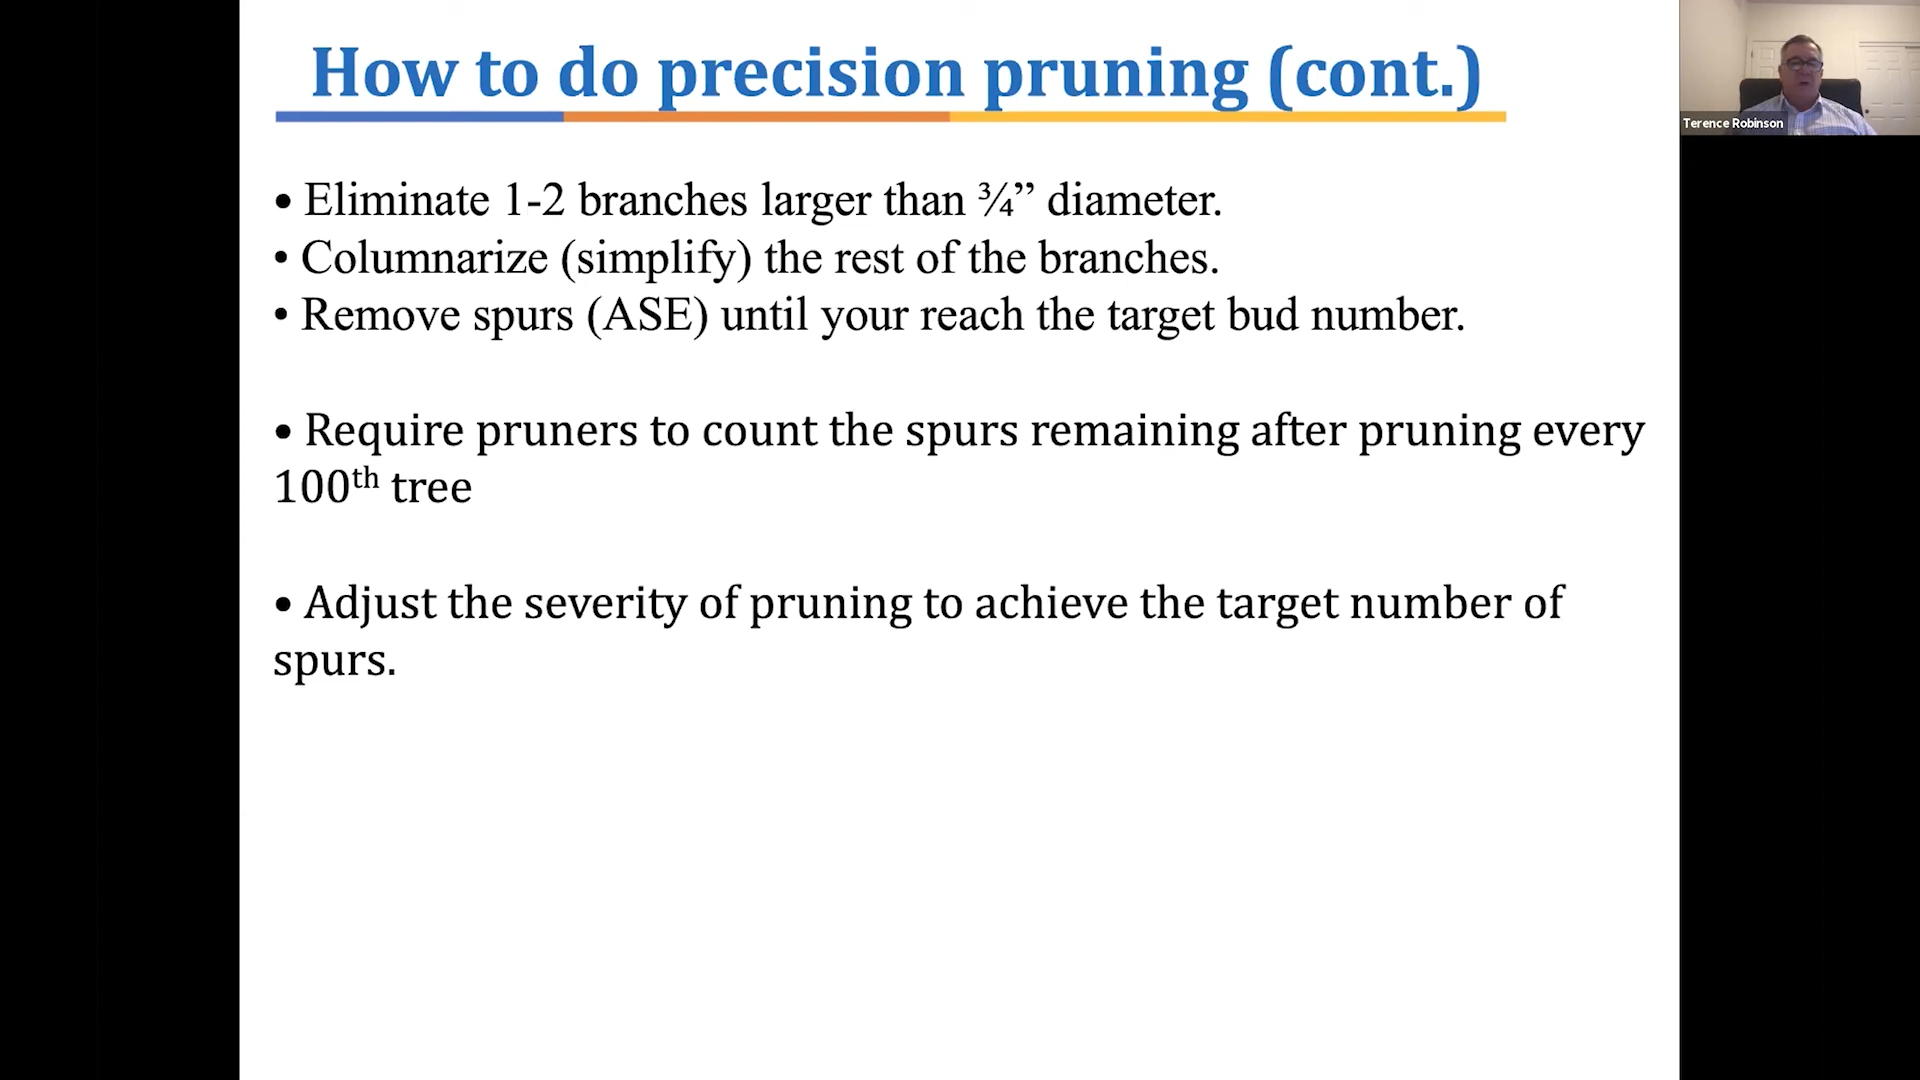 How to do precision pruning (cont.)
Terence Robinson
• Eliminate 1-2 branches larger than ¾” diameter.
• Columnarize (simplify) the rest of the branches.
• Remove spurs (ASE) until your reach the target bud number.
• Require pruners to count the spurs remaining after pruning every
100th tree
• Adjust the severity of pruning to achieve the target number of
spurs.